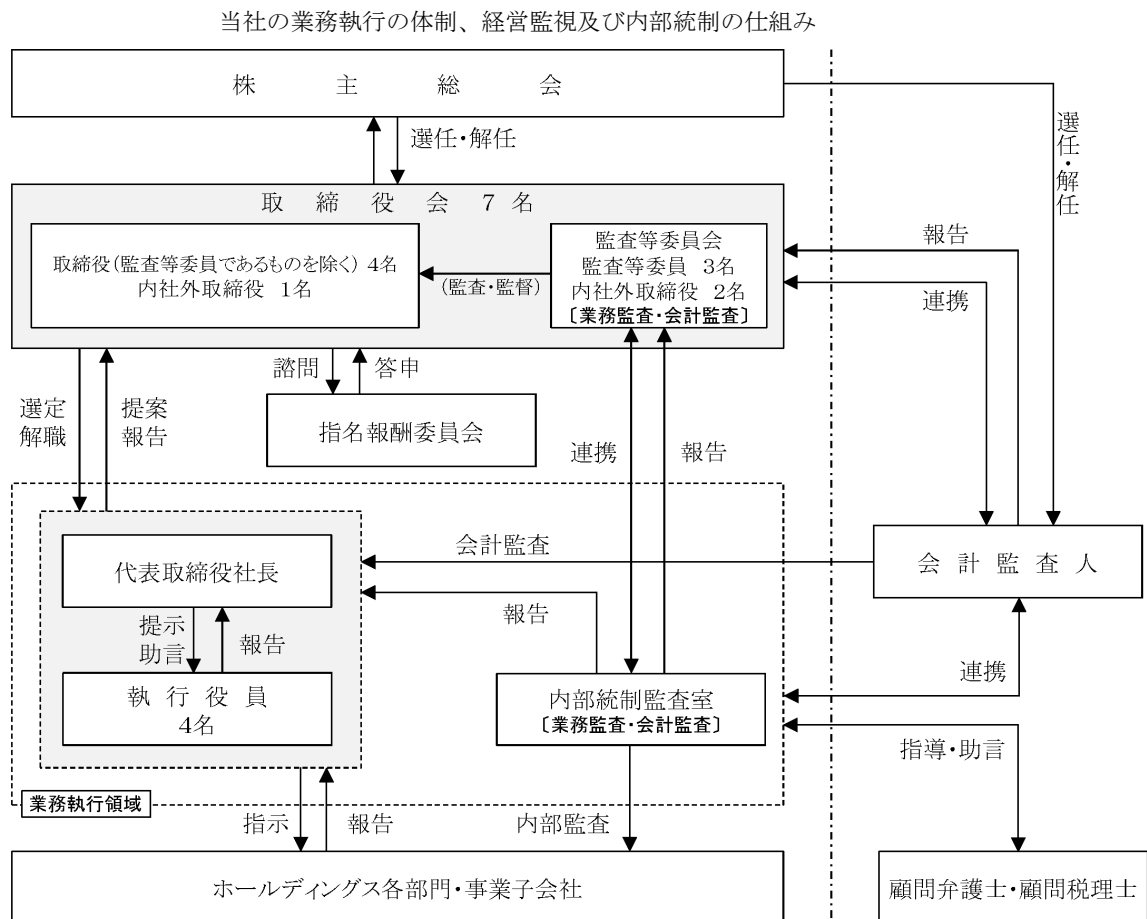 当社の業務執行の体制、経営監視及び内部統制の仕組み
株主総会
選任・解任
選任・解任
取締役会7名
取締役(監査等委員であるものを除く) 4名
内社外取締役 1名
(監査・監督)
監査等委員会
監査等委員 3名
内社外取締役 2名
〔業務監査・会計監査〕
報告
連携
諮問
答申
選定
解職
提案
報告
指名報酬委員会
連携
報告
代表取締役社長
会計監査
会計監査人
報告
提示
助言
報告
執行役員
4名
内部統制監査室
〔業務監査・会計監査〕
連携
指導・助言
業務執行領域
指示
報告
内部監査
ホールディングス各部門・事業子会社
顧問弁護士・顧問税理士